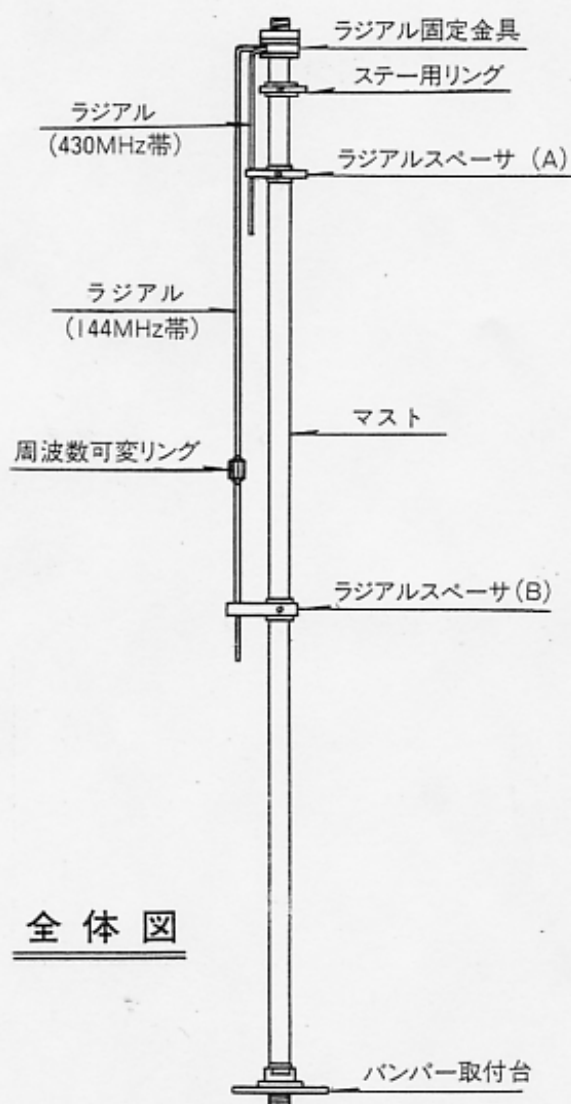 ラジアル固定金具
ステー用リング
ラジアル
(430MHz帯)
ラジアルスペーサ (A)
ラジアル
(144MHz帯)
マスト
周波数可変リング
ラジアルスペーサ(B)
全体図
バンパー取付台